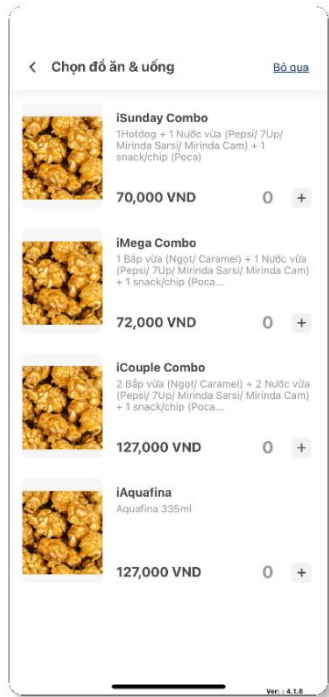 Chọn đồ ăn & uống
Bỏ qua
iSunday Combo
1Hotdog + 1 Nước vừa (Pepsi/ 7Up/
Mirinda Sarsi/ Mirinda Cam) + 1
snack/chip (Poca)
70,000 VND
0 +
iMega Combo
1 Bắp vừa (Ngọt/ Caramel) + 1 Nước vừa
(Pepsi/ 7Up/ Mirinda Sarsi/ Mirinda Cam)
+ 1 snack/chip (Poca...
72,000 VND
0 +
iCouple Combo
2 Bắp vừa (Ngọt/ Caramel) + 2 Nước vừa
(Pepsi/ 7Up/ Mirinda Sarsi/ Mirinda Cam)
+ 1 snack/chip (Poca...
127,000 VND
0 +
iAquafina
Aquafina 335ml
127,000 VND
0 +
Ver: : 4.1.8